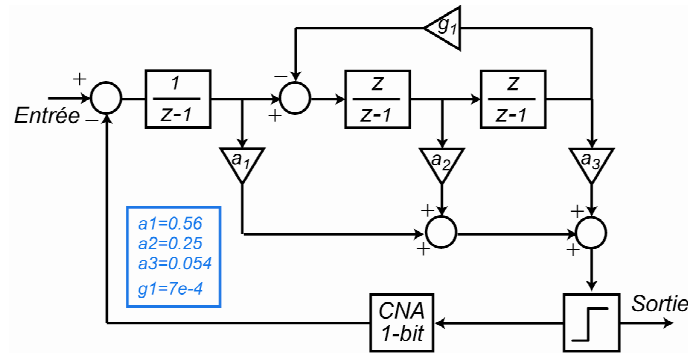 g1
+
Entrée
−
1
z-1
−
+
z
z-1
z
z-1
a1
a2
a3
a1=0.56
a2=0.25
a3=0.054
g1=7e-4
+
+
+
+
CNA
1-bit
Sortie